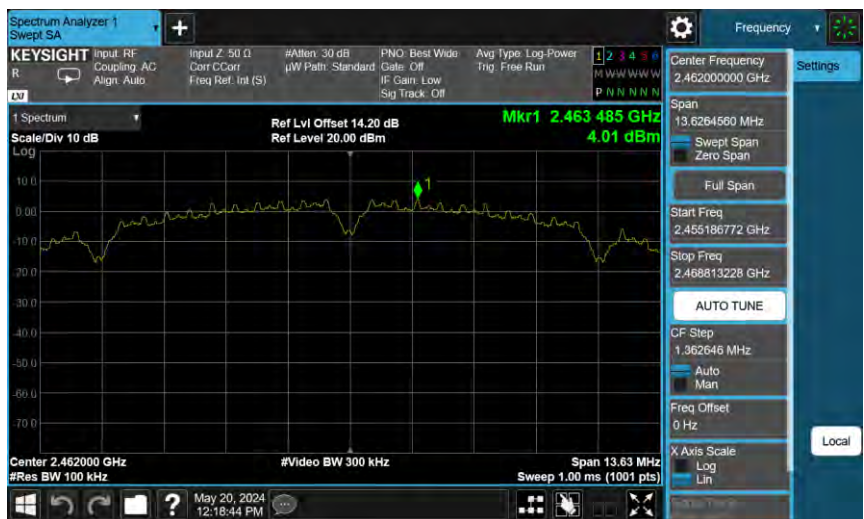 Spectrum Analyzer 1
Swept SA
+
Frequency
KEYSIGHT
R
LXI
Input: RF
Coupling: AC
Align: Auto
Input Z: 50 Ω
Corr CCorr
Freq Ref: Int (S)
#Atten: 30 dB
µW Path: Standard
PNO: Best Wide
Gate: Off
IF Gain: Low
Sig Track: Off
Avg Type: Log-Power
Trig: Free Run
1 2 3 4 5 6
M W W W W W
P N N N N N
1 Spectrum
Scale/Div 10 dB
Log
Ref Lvl Offset 14.20 dB
Ref Level 20.00 dBm
Mkr1 2.463 485 GHz
4.01 dBm
1
10.0
0.00
-10.0
-20.0
-30.0
-40.0
-50.0
-60.0
-70.0
Center 2.462000 GHz
#Res BW 100 kHz
#Video BW 300 kHz
Span 13.63 MHz
Sweep 1.00 ms (1001 pts)
Center Frequency
2.462000000 GHz
Settings
Span
13.6264560 MHz
Swept Span
Zero Span
Full Span
Start Freq
2.455186772 GHz
Stop Freq
2.468813228 GHz
AUTO TUNE
CF Step
1.362646 MHz
Auto
Man
Freq Offset
0 Hz
X Axis Scale
Log
Lin
Local
?
May 20, 2024
12:18:44 PM